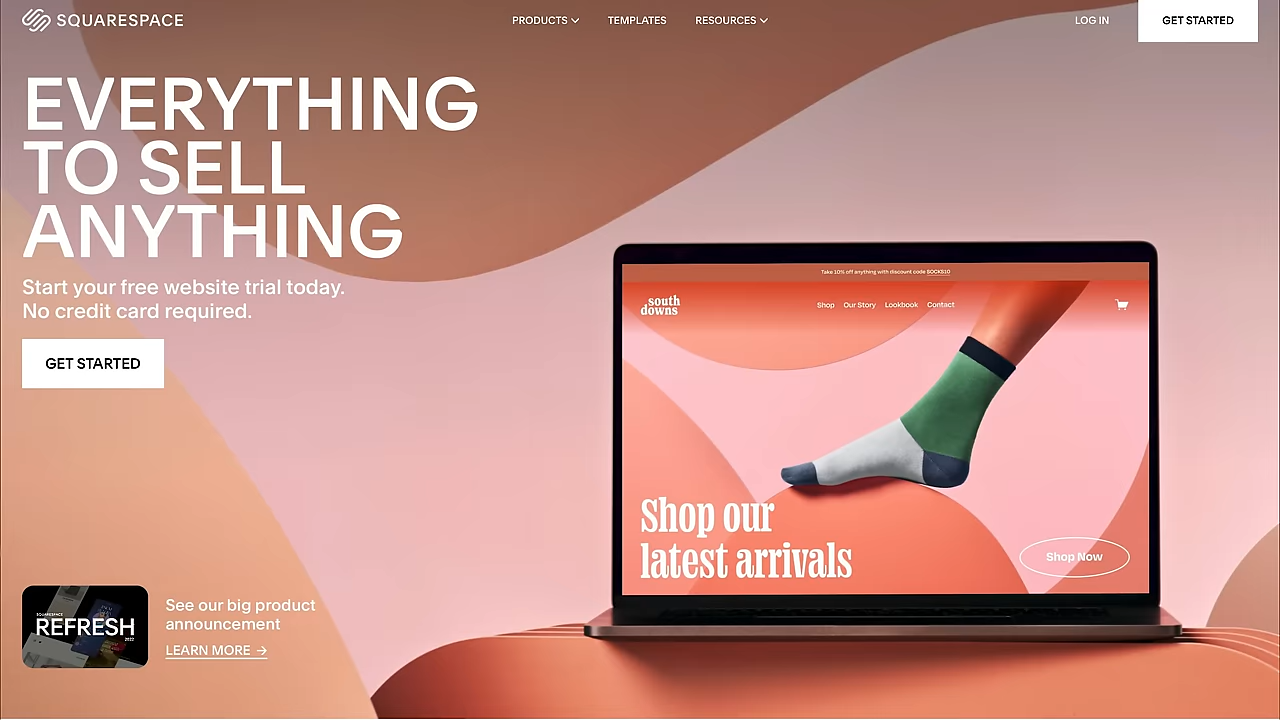 SQUARESPACE
PRODUCTS
TEMPLATES
RESOURCES
LOG IN
GET STARTED
EVERYTHING
TO SELL
ANYTHING
Start your free website trial today.
No credit card required.
GET STARTED
Take 10% off anything with discount code SOCKS10
south
downs
Shop
Our Story
Lookbook
Contact
Shop our
latest arrivals
Shop Now
SQUARESPACE
REFRESH
2022
See our big product
announcement
LEARN MORE →